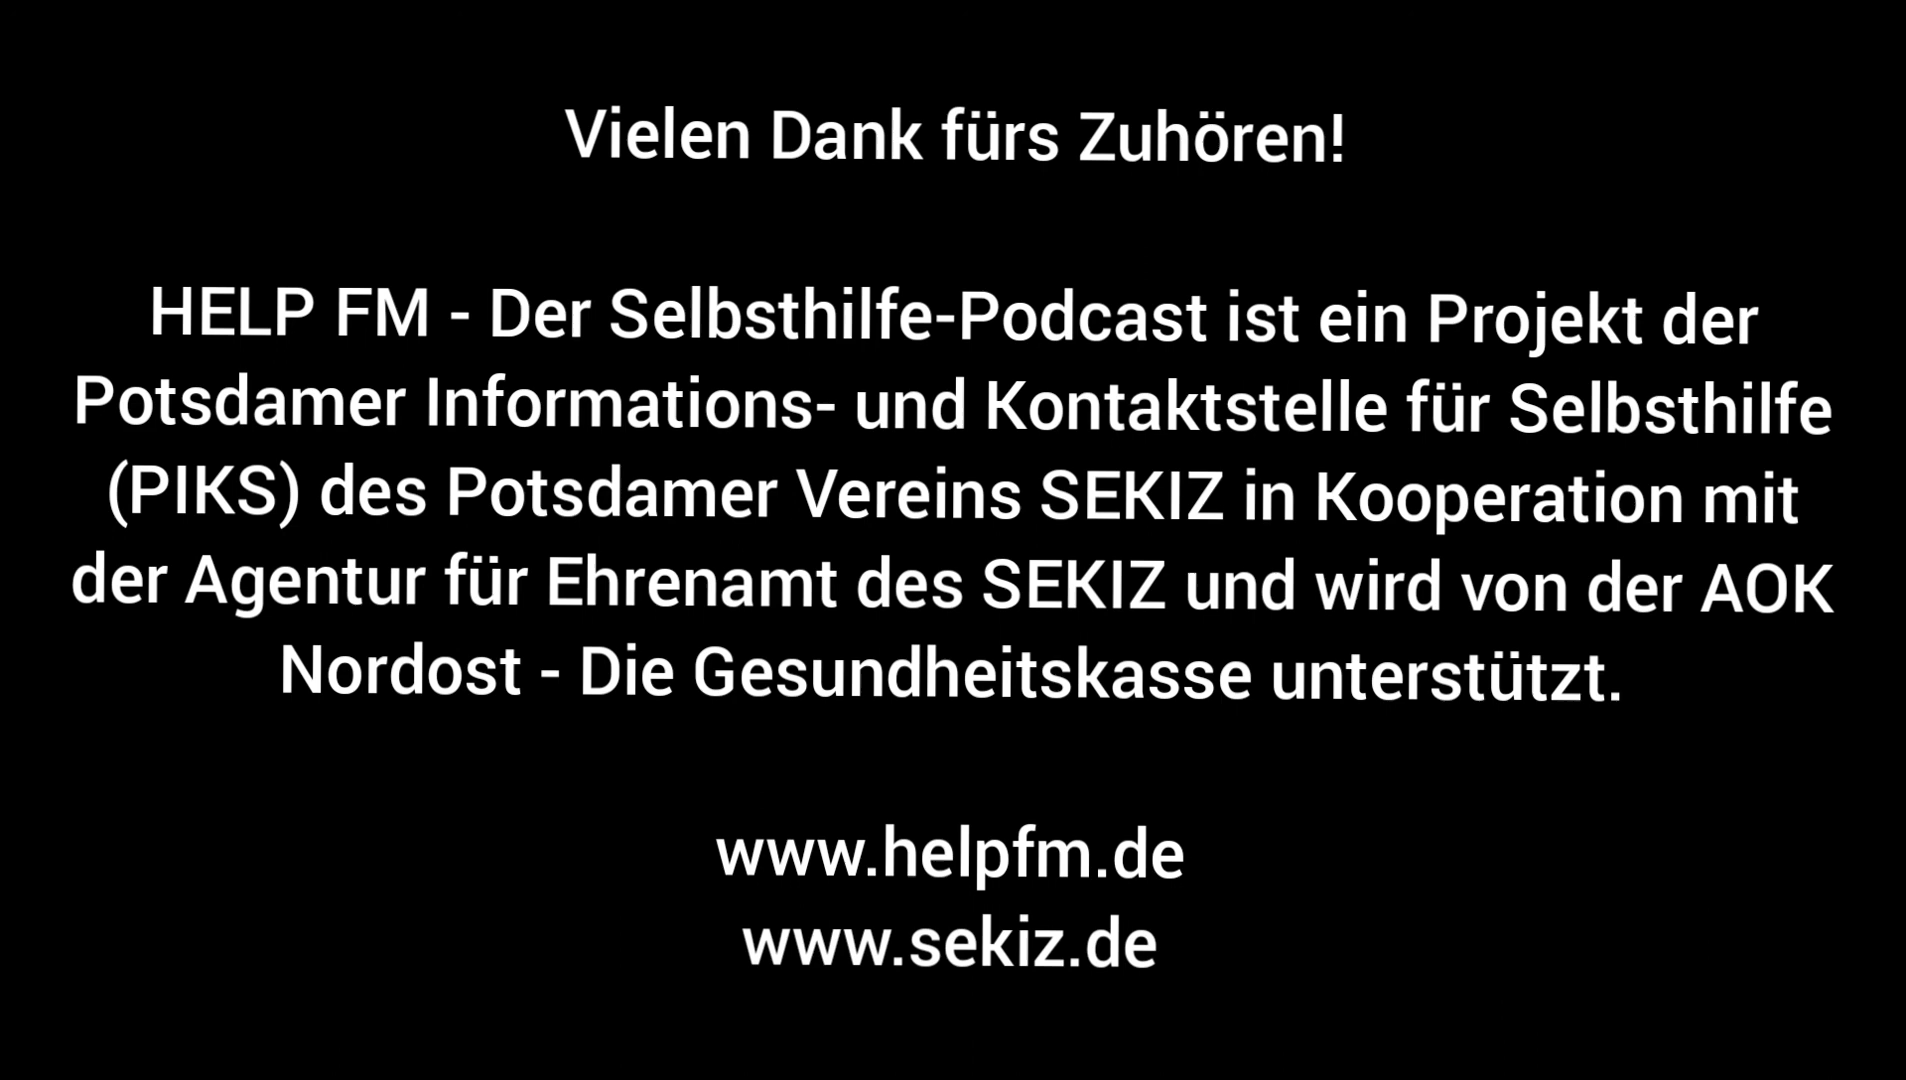 Vielen Dank fürs Zuhören!
HELP FM - Der Selbsthilfe-Podcast ist ein Projekt der
Potsdamer Informations- und Kontaktstelle für Selbsthilfe
(PIKS) des Potsdamer Vereins SEKIZ in Kooperation mit
der Agentur für Ehrenamt des SEKIZ und wird von der AOK
Nordost - Die Gesundheitskasse unterstützt.
www.helpfm.de
www.sekiz.de